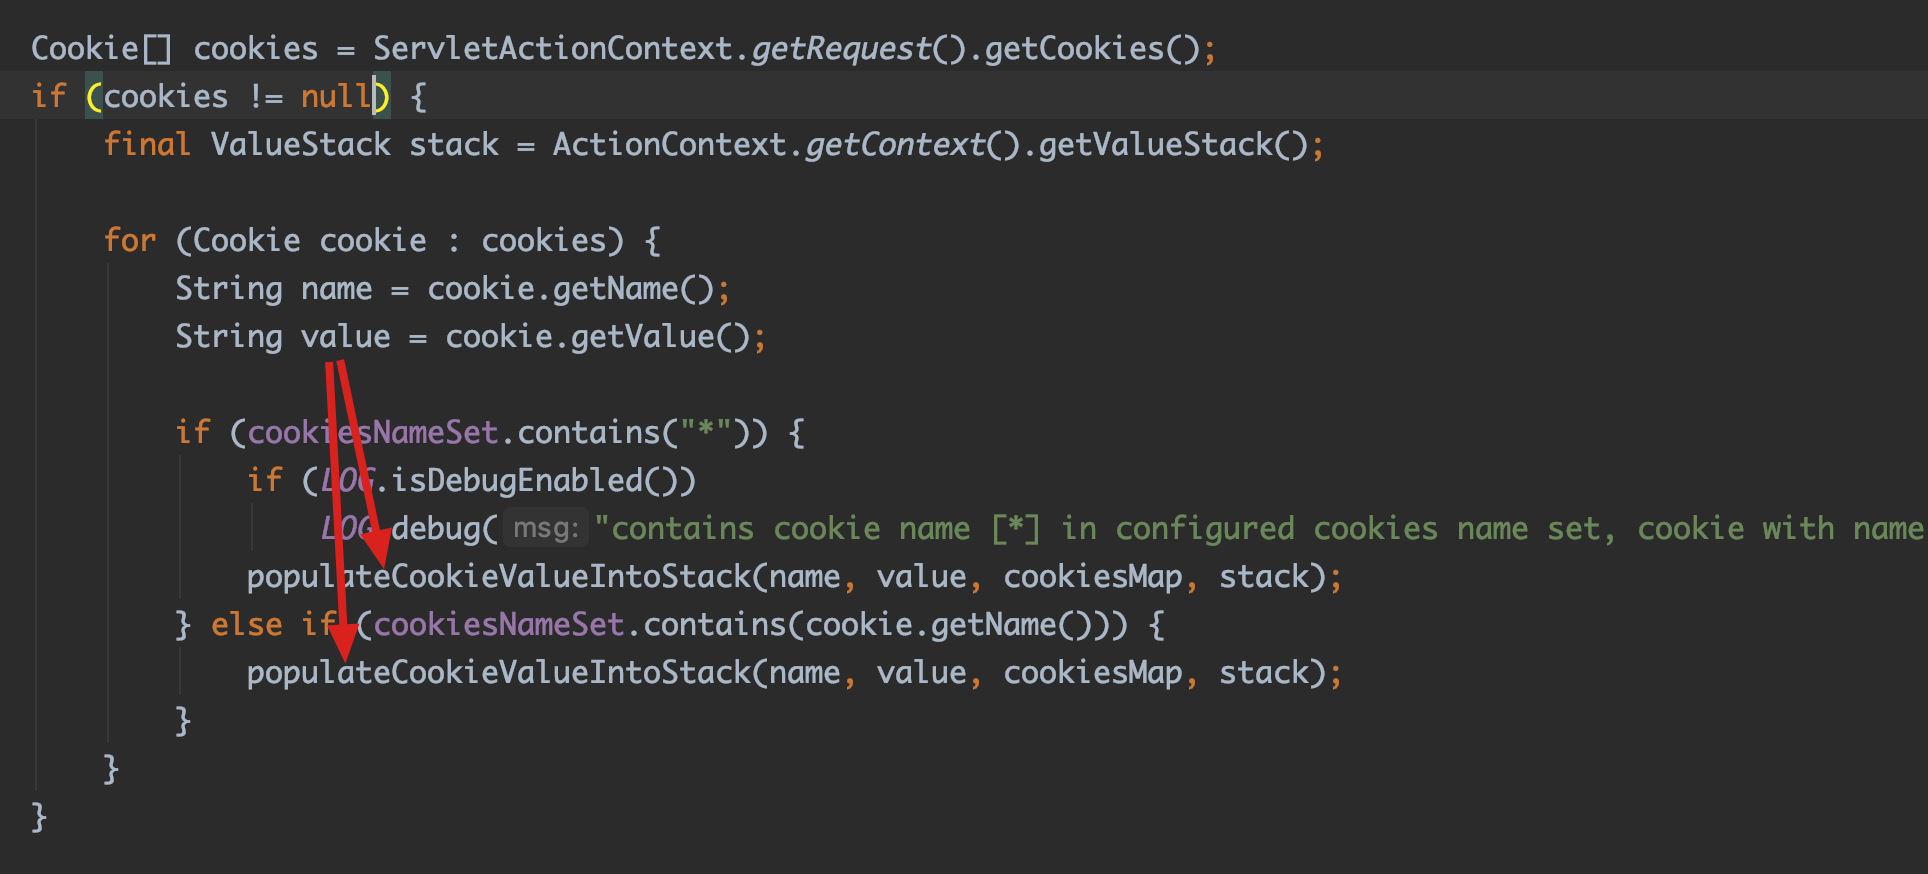 Cookie[] cookies = ServletActionContext.getRequest().getCookies();
if (cookies != null) {
final ValueStack stack = ActionContext.getContext().getValueStack();
for (Cookie cookie : cookies) {
String name = cookie.getName();
String value = cookie.getValue();
if (cookiesNameSet.contains("*")) {
if (LOG.isDebugEnabled())
LOG.debug( msg: "contains cookie name [*] in configured cookies name set, cookie with name
populateCookieValueIntoStack(name, value, cookiesMap, stack);
} else if (cookiesNameSet.contains(cookie.getName())) {
populateCookieValueIntoStack(name, value, cookiesMap, stack);
}
}
}